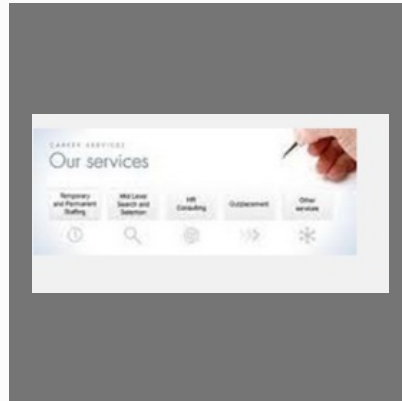 CAREER SERVICES
Our services
Temporary
and Permanent
Staffing
Mid Level
Search and
Selection
HR
Consulting
Outplacement
Other
services